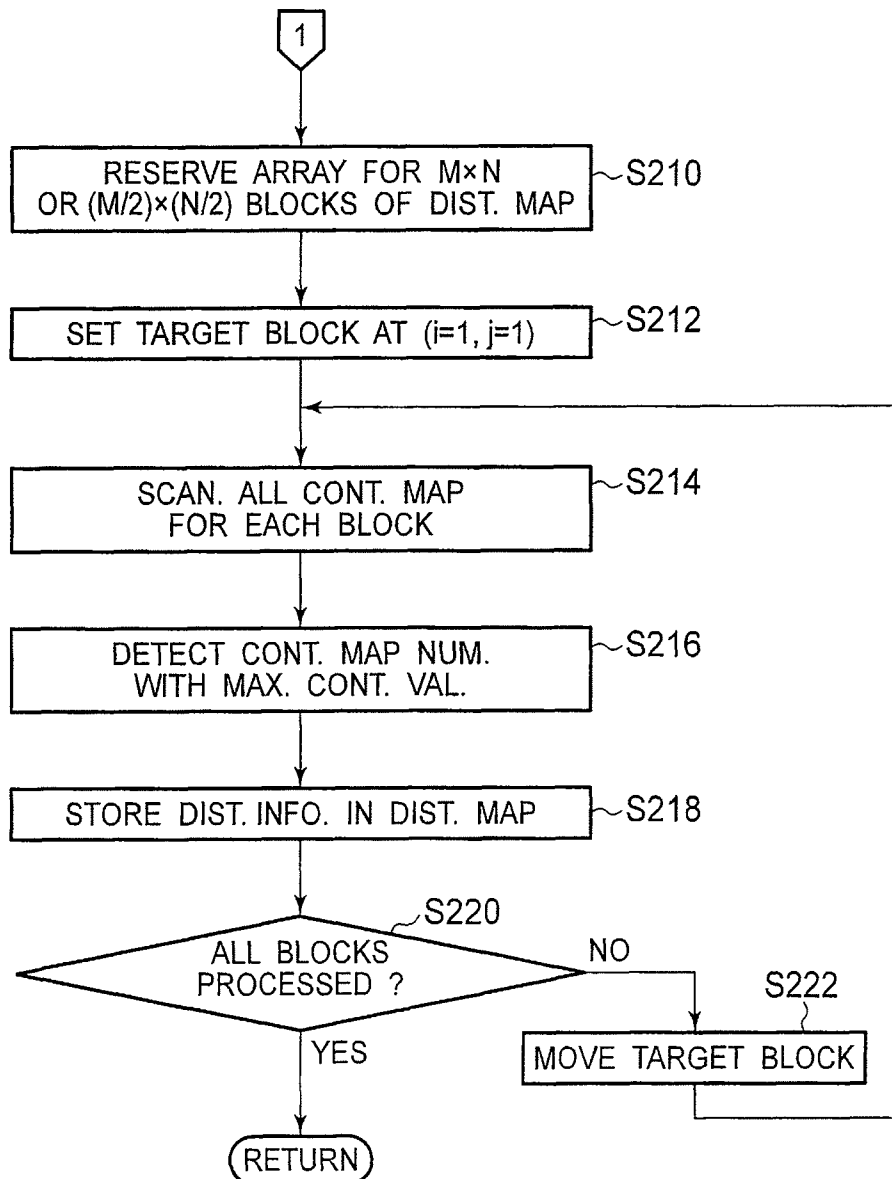 1
RESERVE ARRAY FOR M×N
OR (M/2)×(N/2) BLOCKS OF DIST. MAP
S210
SET TARGET BLOCK AT (i=1, j=1)
S212
SCAN. ALL CONT. MAP
FOR EACH BLOCK
S214
DETECT CONT. MAP NUM.
WITH MAX. CONT. VAL.
S216
STORE DIST. INFO. IN DIST. MAP
S218
S220
ALL BLOCKS
PROCESSED ?
NO
YES
S222
MOVE TARGET BLOCK
RETURN